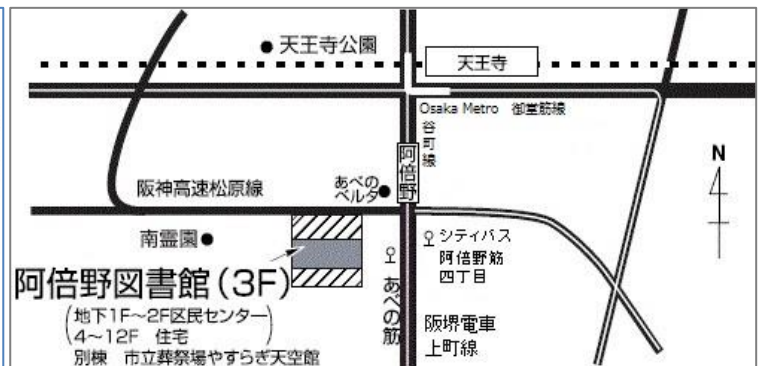 ● 天王寺公園
天王寺
Osaka Metro 御堂筋線
谷町線
阿倍野
阪神高速松原線
あべの
ベルタ●
N
南霊園●
シティバス
阿倍野筋
四丁目
阿倍野図書館(3F)
あべの筋
(地下1F～2F区民センター)
4～12F 住宅
別棟 市立葬祭場やすらぎ天空館
阪堺電車
上町線